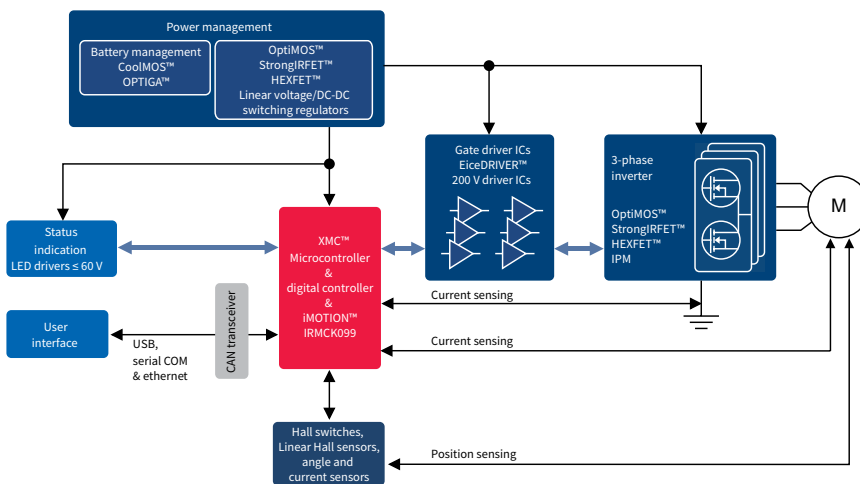 Power management
Battery management
CoolMOS™
OPTIGA™
OptiMOS™
StrongIRFET™
HEXFET™
Linear voltage/DC-DC
switching regulators
Gate driver ICs
EiceDRIVER™
200 V driver ICs
3-phase
inverter
OptiMOS™
StrongIRFET™
HEXFET™
IPM
M
Status
indication
LED drivers ≤ 60 V
XMC™
Microcontroller
&
digital controller
&
iMOTION™
IRMCK099
Current sensing
Current sensing
User
interface
USB,
serial COM
& ethernet
CAN transceiver
Hall switches,
Linear Hall sensors,
angle and
current sensors
Position sensing